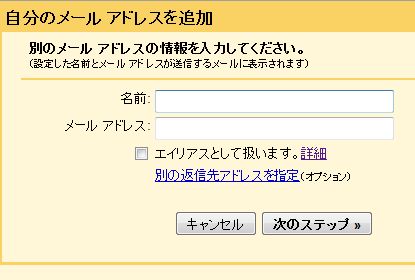 自分のメール アドレスを追加
別のメール アドレスの情報を入力してください。
(設定した名前とメール アドレスが送信するメールに表示されます)
名前:
メール アドレス:
エイリアスとして扱います。詳細
別の返信先アドレスを指定(オプション)
キャンセル 次のステップ »